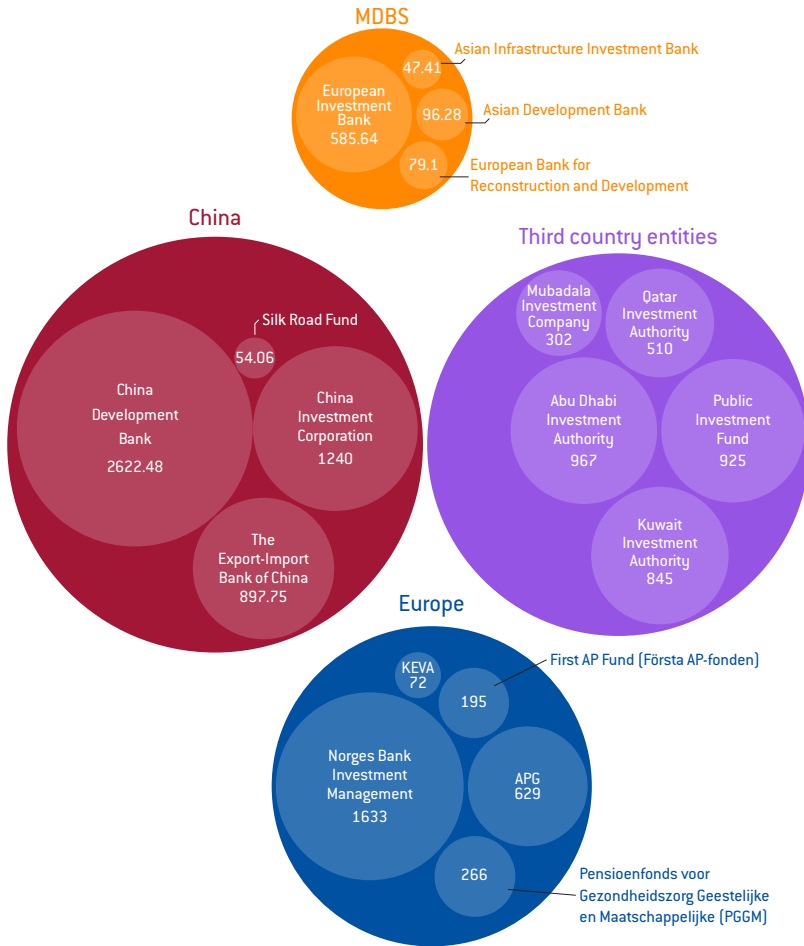 MDBS
Asian Infrastructure Investment Bank
47.41
European
Investment
Bank
585.64
96.28
Asian Development Bank
79.1
European Bank for
Reconstruction and Development
China
Silk Road Fund
54.06
China
Development
Bank
2622.48
China
Investment
Corporation
1240
The
Export-Import
Bank of China
897.75
Third country entities
Mubadala
Investment
Company
302
Qatar
Investment
Authority
510
Abu Dhabi
Investment
Authority
967
Public
Investment
Fund
925
Kuwait
Investment
Authority
845
Europe
KEVA
72
First AP Fund (Första AP-fonden)
195
Norges Bank
Investment
Management
1633
APG
629
266
Pensioenfonds voor
Gezondheidszorg Geestelijke
en Maatschappelijke (PGGM)